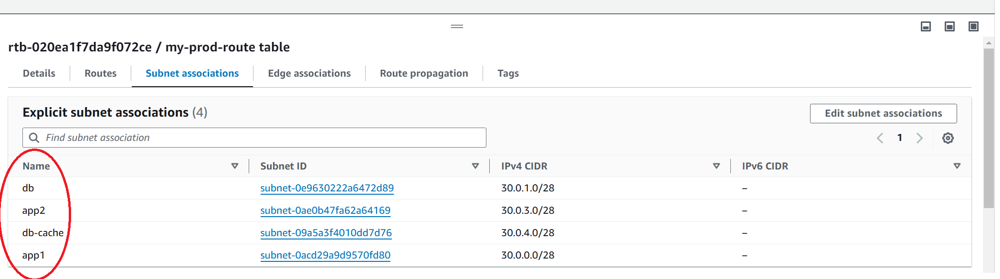 rtb-020ea1f7da9f072ce / my-prod-route table
Details Routes Subnet associations Edge associations Route propagation Tags
Explicit subnet associations (4)
Edit subnet associations
Find subnet association
1
Name Subnet ID IPv4 CIDR IPv6 CIDR
db subnet-0e9630222a6472d89 30.0.1.0/28 –
app2 subnet-0ae0b47fa62a64169 30.0.3.0/28 –
db-cache subnet-09a5a3f4010dd7d76 30.0.4.0/28 –
app1 subnet-0acd29a9d9570fd80 30.0.0.0/28 –